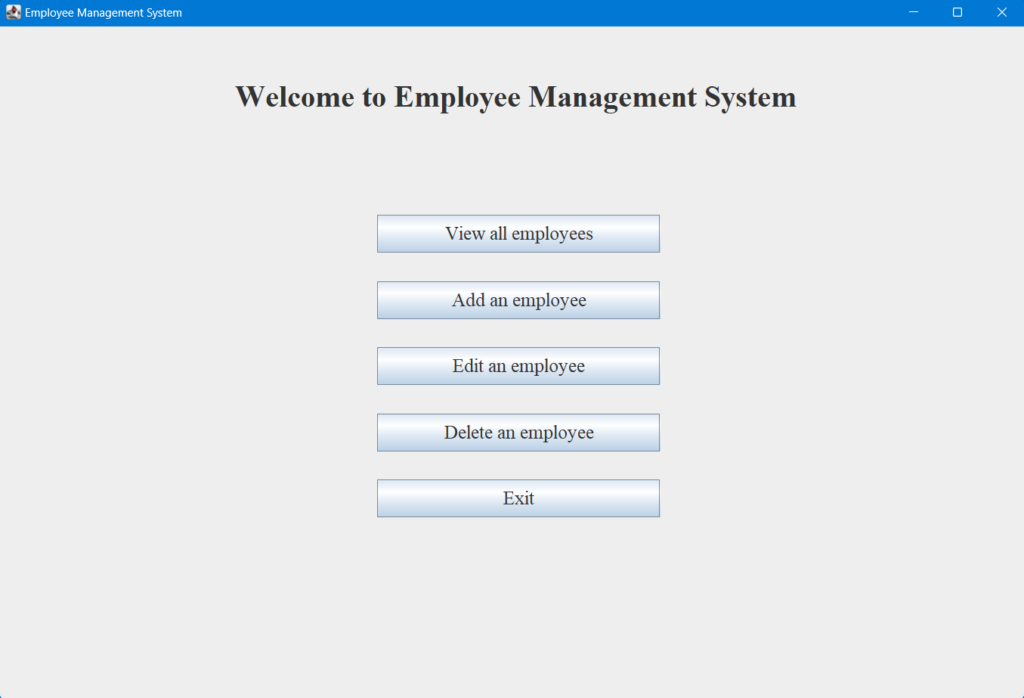 Employee Management System
Welcome to Employee Management System
View all employees
Add an employee
Edit an employee
Delete an employee
Exit